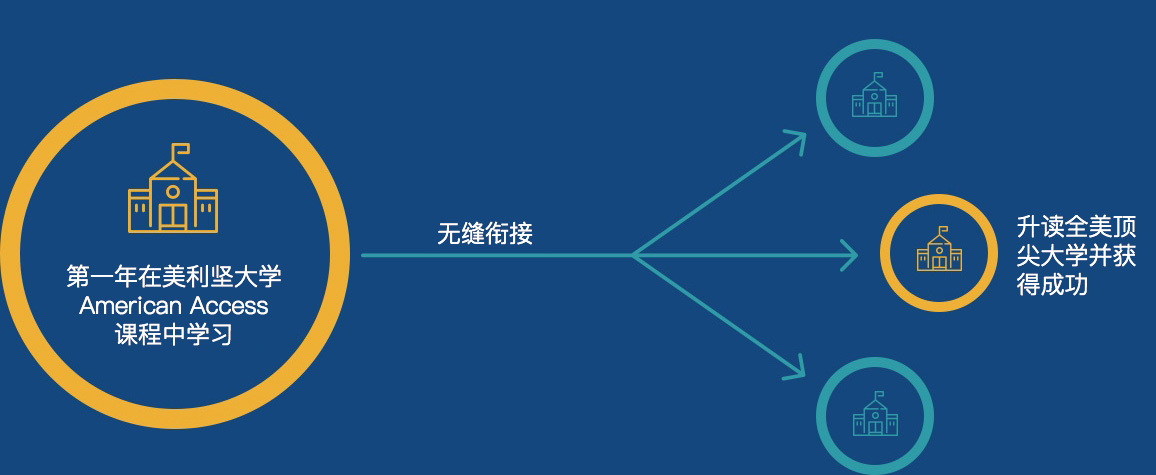 第一年在美利坚大学
American Access
课程中学习
无缝衔接
升读全美顶
尖大学并获
得成功